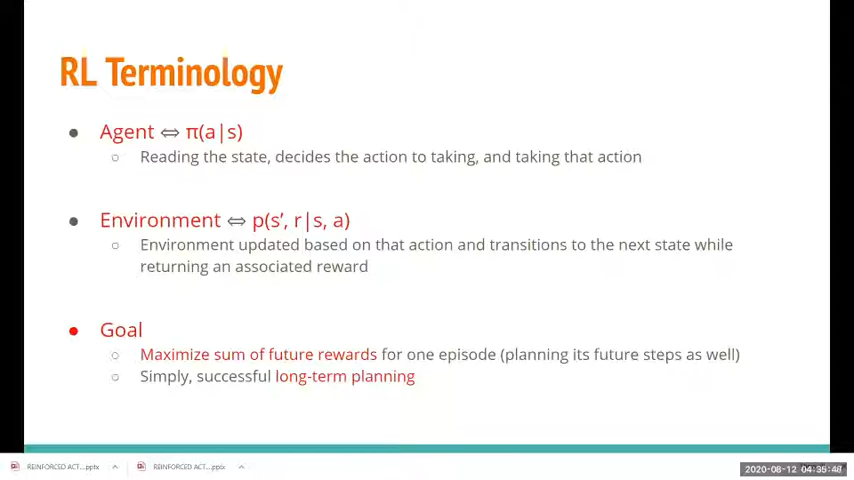 RL Terminology
● Agent ⇔ π(a|s)
○ Reading the state, decides the action to taking, and taking that action
● Environment ⇔ p(s’, r|s, a)
○ Environment updated based on that action and transitions to the next state while
returning an associated reward
● Goal
○ Maximize sum of future rewards for one episode (planning its future steps as well)
○ Simply, successful long-term planning
REINFORCED ACT....pptx
REINFORCED ACT....pptx
2020-08-12 04:35:48